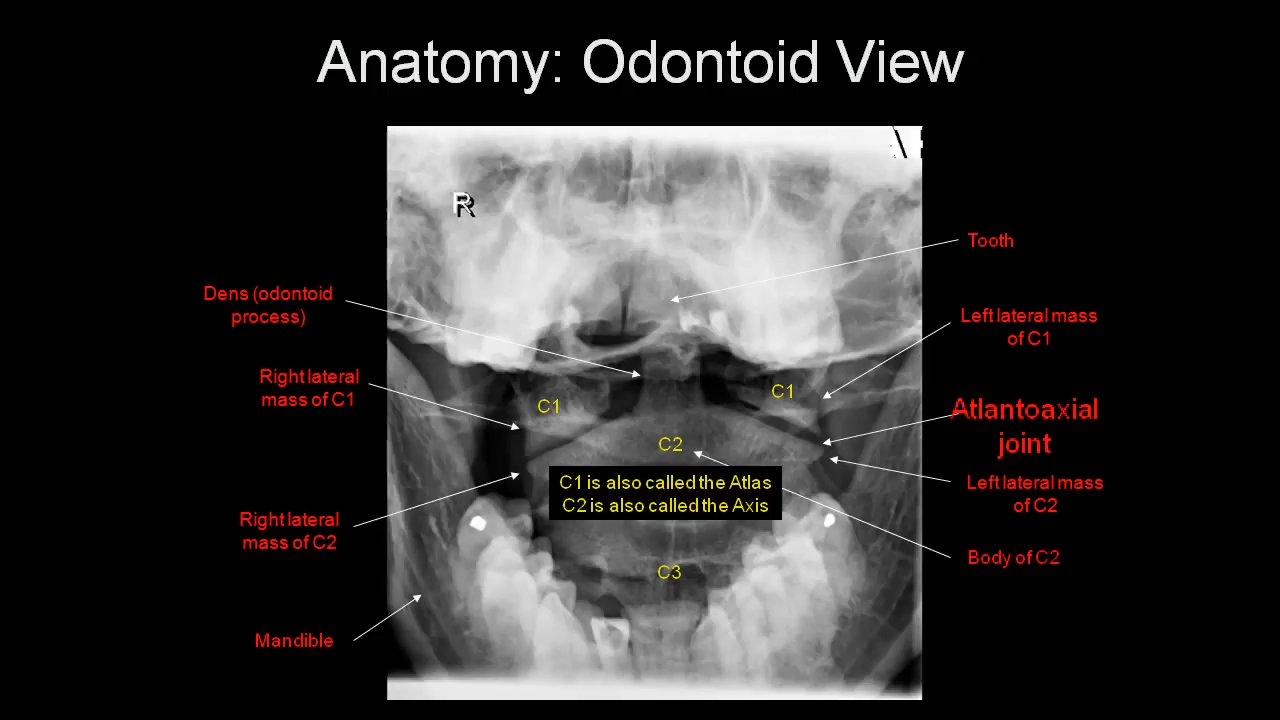 Anatomy: Odontoid View
R
Tooth
Dens (odontoid
process)
Left lateral mass
of C1
Right lateral
mass of C1
C1
C1
Atlantoaxial
joint
C2
C1 is also called the Atlas
C2 is also called the Axis
Left lateral mass
of C2
Right lateral
mass of C2
Body of C2
C3
Mandible